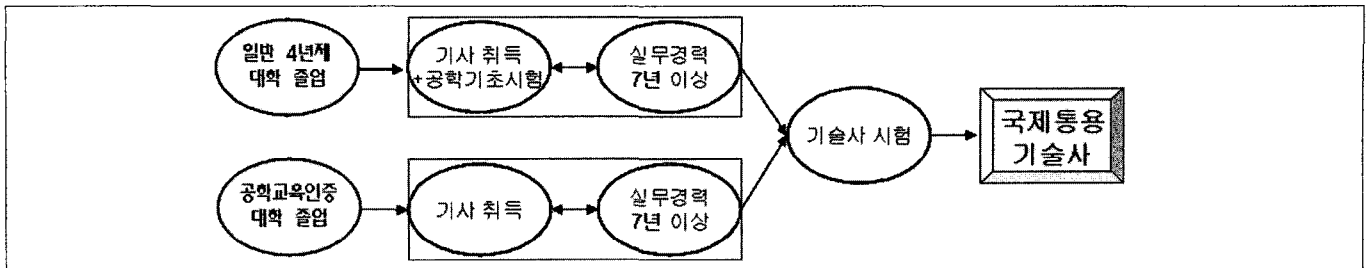 일반 4년제
대학 졸업
기사 취득
+공학기초시험
실무경력
7년 이상
공학교육인증
대학 졸업
기사 취득
실무경력
7년 이상
기술사 시험
국제통용
기술사